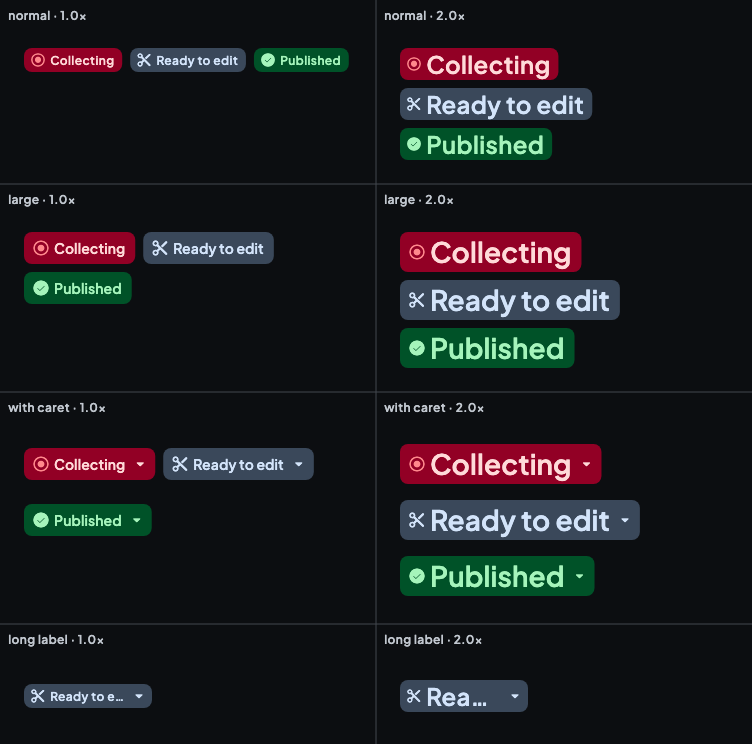 normal · 1.0×
Collecting
Ready to edit
Published
normal · 2.0×
Collecting
Ready to edit
Published
large · 1.0×
Collecting
Ready to edit
Published
large · 2.0×
Collecting
Ready to edit
Published
with caret · 1.0×
Collecting
Ready to edit
Published
with caret · 2.0×
Collecting
Ready to edit
Published
long label · 1.0×
Ready to e...
long label · 2.0×
Rea...